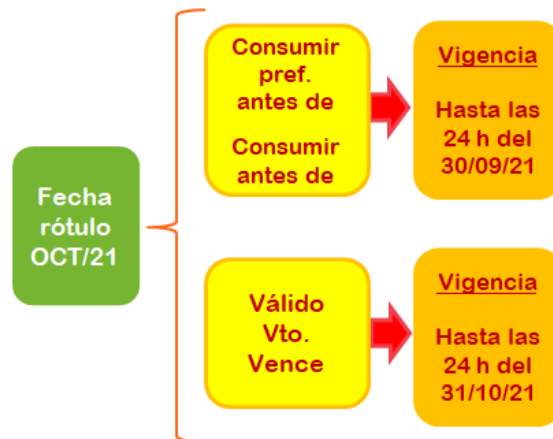 Fecha
rótulo
OCT/21
Consumir
pref.
antes de
Consumir
antes de
Vigencia
Hasta las
24 h del
30/09/21
Válido
Vto.
Vence
Vigencia
Hasta las
24 h del
31/10/21